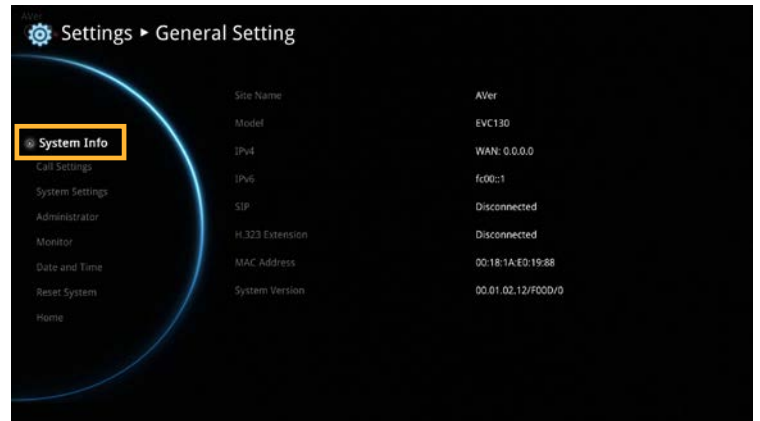 AVer
Settings ▸ General Setting
System Info
Call Settings
System Settings
Administrator
Monitor
Date and Time
Reset System
Home
Site Name AVer
Model EVC130
IPv4 WAN: 0.0.0.0
IPv6 fc00::1
SIP Disconnected
H.323 Extension Disconnected
MAC Address 00:18:1A:E0:19:88
System Version 00.01.02.12/F00D/0